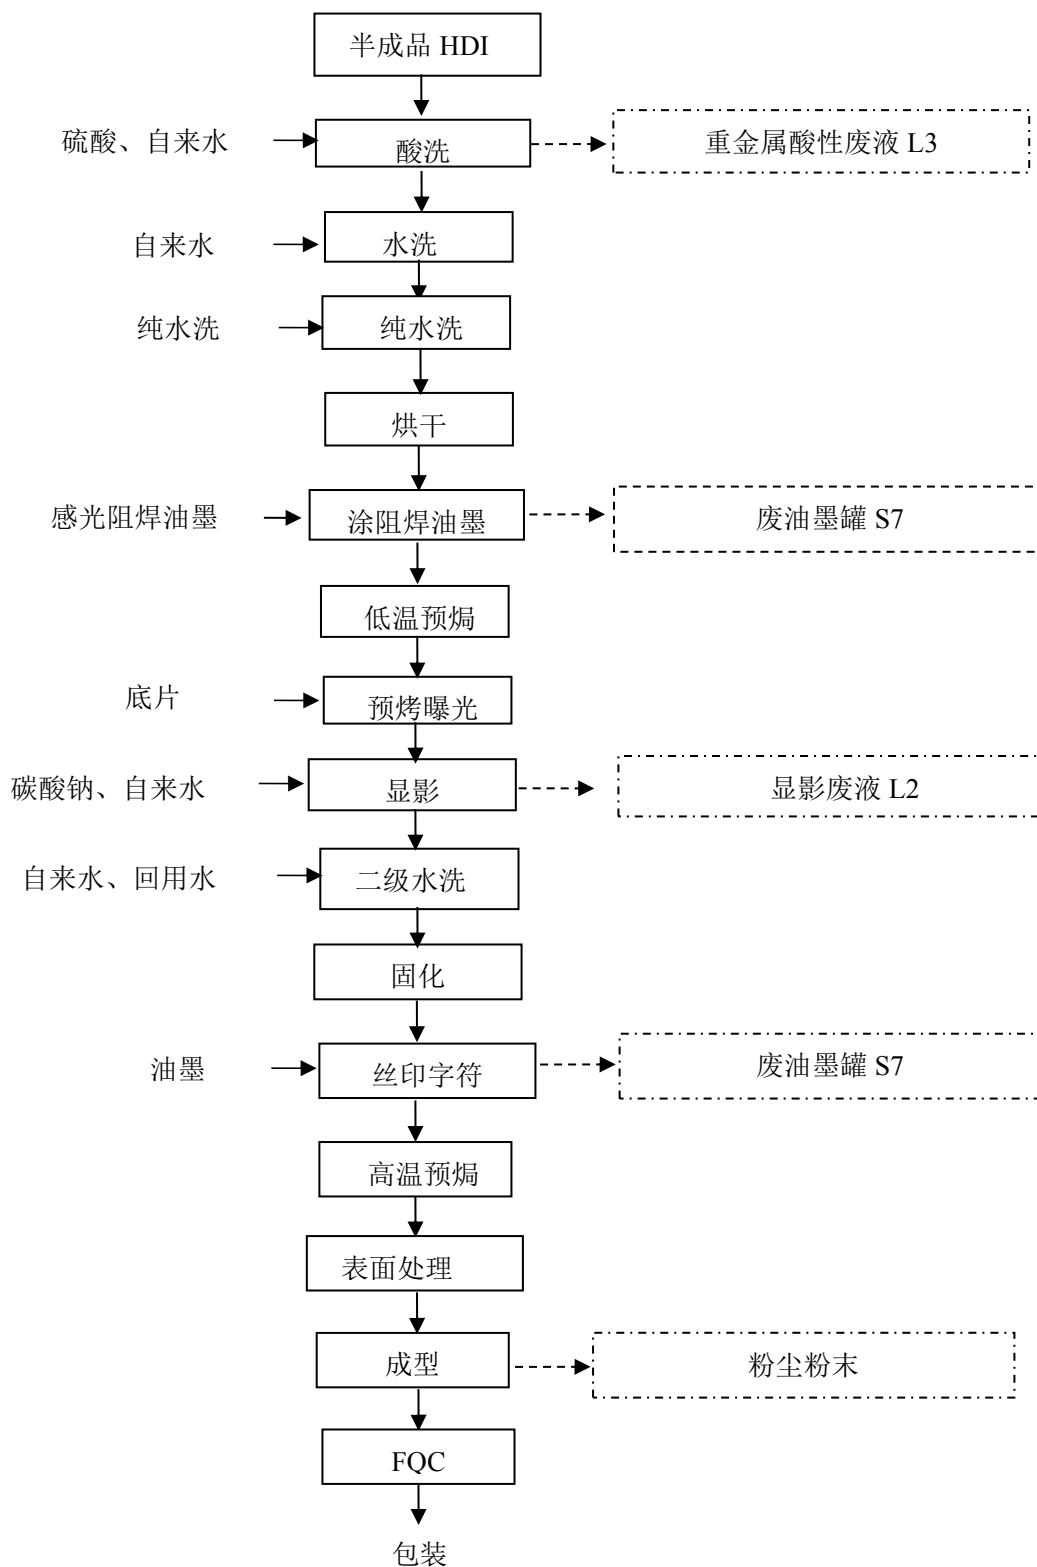 半成品 HDI
硫酸、自来水
酸洗
重金属酸性废液 L3
自来水
水洗
纯水洗
纯水洗
烘干
感光阻焊油墨
涂阻焊油墨
废油墨罐 S7
低温预焗
底片
预烤曝光
碳酸钠、自来水
显影
显影废液 L2
自来水、回用水
二级水洗
固化
油墨
丝印字符
废油墨罐 S7
高温预焗
表面处理
成型
粉尘粉末
FQC
包装